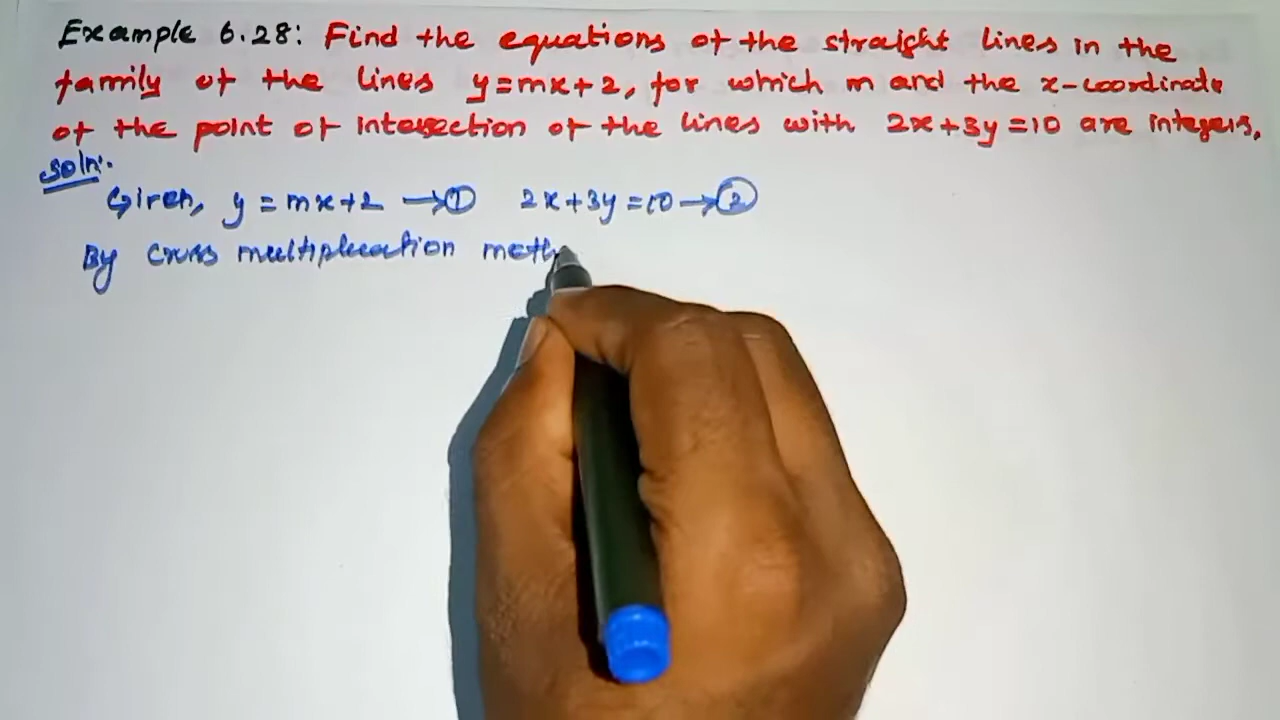 Example 6.28: Find the equations of the straight lines in the
family of the lines y=mx+2, for which m and the x-coordinate
of the point of intersection of the lines with 2x+3y=10 are integers,
Soln:
Given, y=mx+2 →① 2x+3y=10→②
By cross multiplication meth